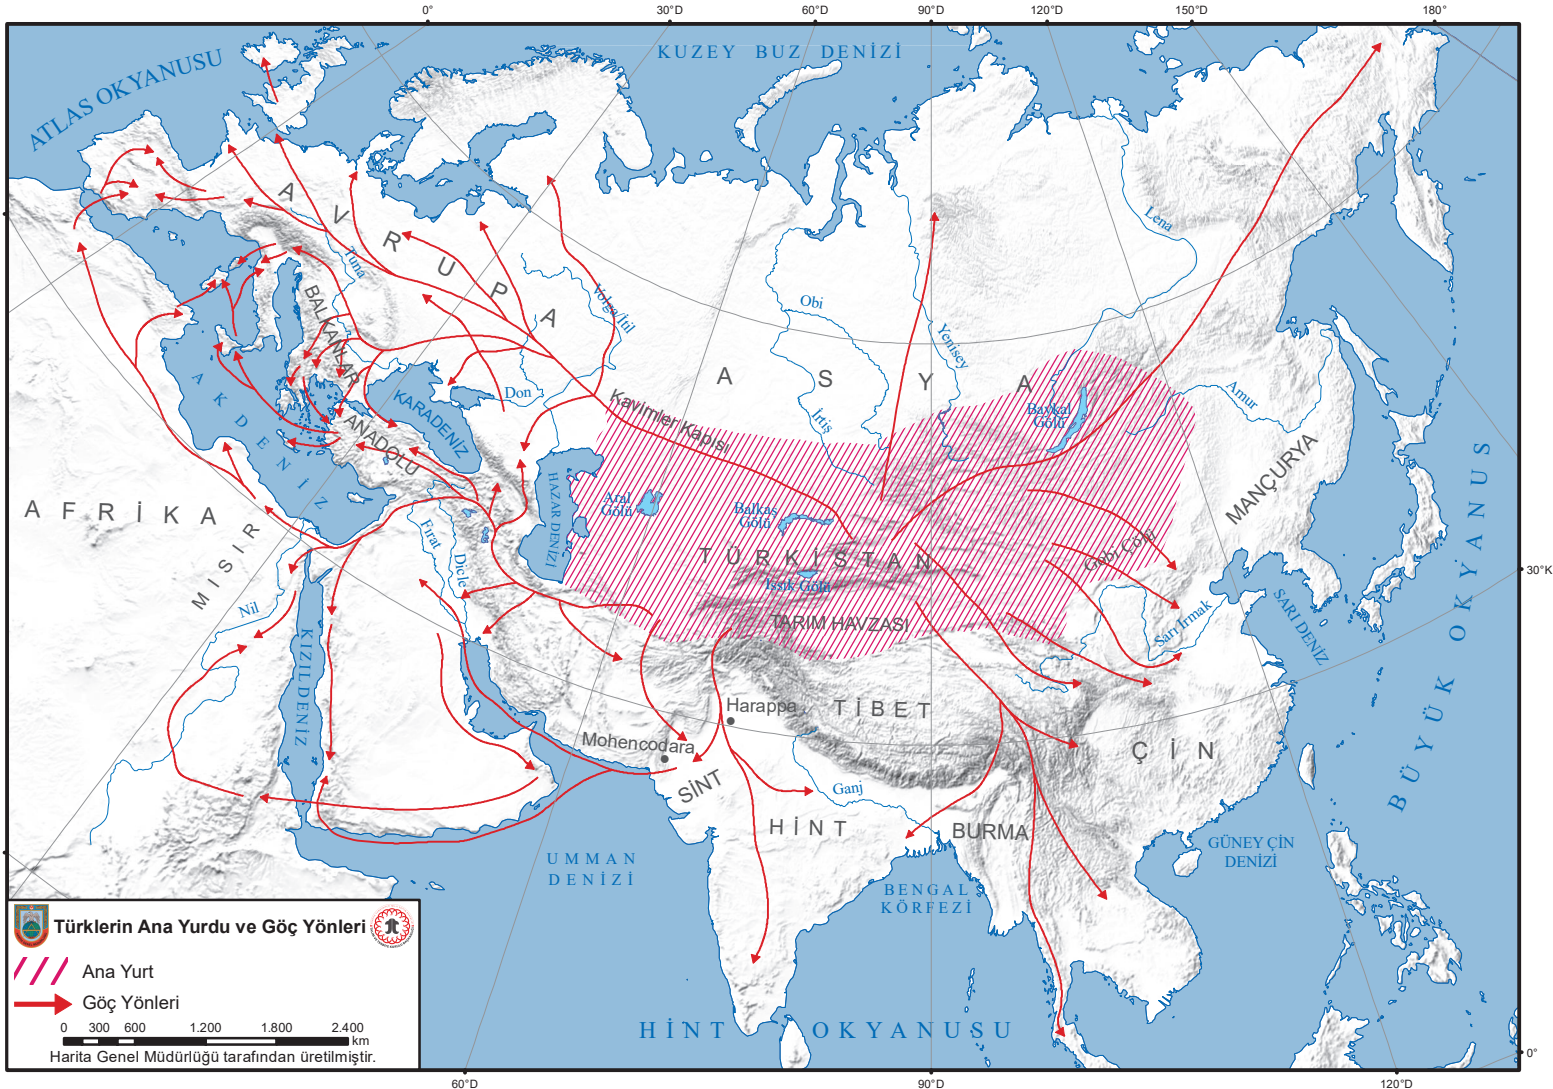 0°
30°D
60°D
90°D
120°D
150°D
180°
KUZEY BUZ DENİZİ
ATLAS OKYANUSU
AVRUPA
Lena
Tuna
Volga/İtil
Obi
Yenisey
BALKANLAR
ASYA
Don
KARADENİZ
Kavimler Kapısı
İrtiş
Baykal
Gölü
Amur
AKDENİZ
ANADOLU
MANÇURYA
HAZAR DENİZİ
Aral
Gölü
Balkaş
Gölü
AFRİKA
MISIR
Fırat
Dicle
TÜRKİSTAN
Gobi Çölü
Issık Gölü
30°K
Nil
TARIM HAVZASI
Sarı Irmak
SARI DENİZ
KIZILDENİZ
BÜYÜK OKYANUS
Harappa
TİBET
Mohencodara
ÇİN
SİNT
Ganj
HİNT
BURMA
GÜNEY ÇİN
DENİZİ
UMMAN
DENİZİ
BENGAL
KÖRFEZİ
HİNT OKYANUSU
Türklerin Ana Yurdu ve Göç Yönleri
Ana Yurt
Göç Yönleri
0 300 600 1.200 1.800 2.400
km
Harita Genel Müdürlüğü tarafından üretilmiştir.
0°
60°D
90°D
120°D